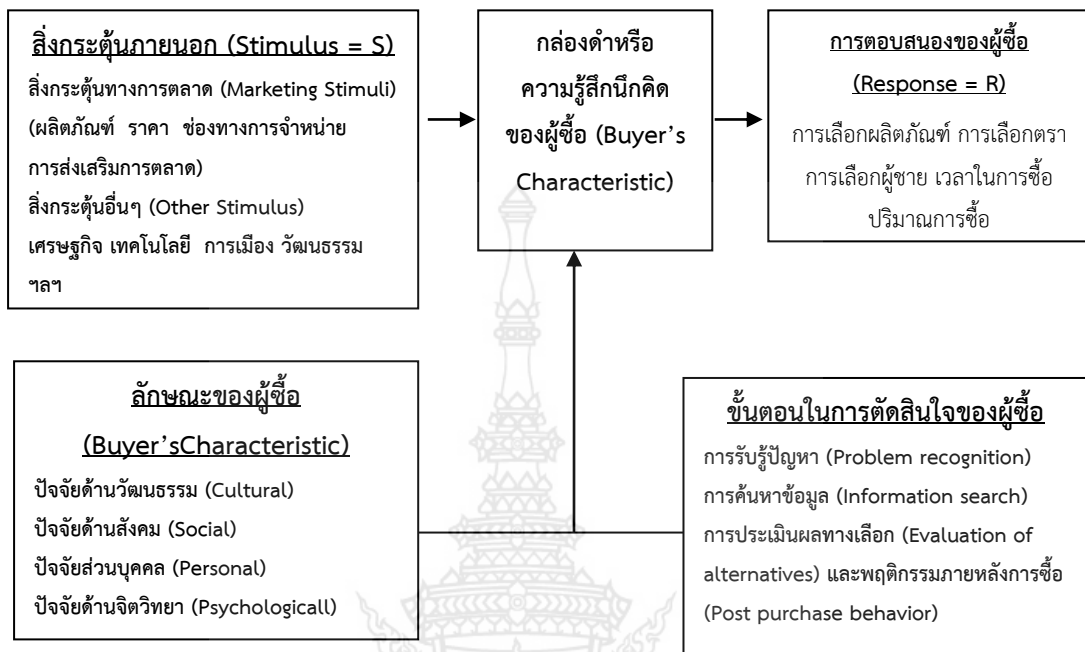 สิ่งกระตุ้นภายนอก (Stimulus = S)
สิ่งกระตุ้นทางการตลาด (Marketing Stimuli)
(ผลิตภัณฑ์ ราคา ช่องทางการจำหน่าย
การส่งเสริมการตลาด)
สิ่งกระตุ้นอื่นๆ (Other Stimulus)
เศรษฐกิจ เทคโนโลยี การเมือง วัฒนธรรม
ฯลฯ
กล่องดำหรือ
ความรู้สึกนึกคิด
ของผู้ซื้อ (Buyer's
Characteristic)
การตอบสนองของผู้ซื้อ
(Response = R)
การเลือกผลิตภัณฑ์ การเลือกตรา
การเลือกผู้ชาย เวลาในการซื้อ
ปริมาณการซื้อ
ลักษณะของผู้ซื้อ
(Buyer'sCharacteristic)
ปัจจัยด้านวัฒนธรรม (Cultural)
ปัจจัยด้านสังคม (Social)
ปัจจัยส่วนบุคคล (Personal)
ปัจจัยด้านจิตวิทยา (Psychologicall)
ขั้นตอนในการตัดสินใจของผู้ซื้อ
การรับรู้ปัญหา (Problem recognition)
การค้นหาข้อมูล (Information search)
การประเมินผลทางเลือก (Evaluation of
alternatives) และพฤติกรรมภายหลังการซื้อ
(Post purchase behavior)